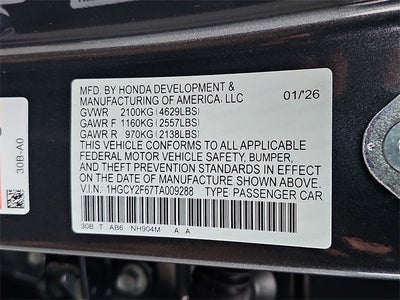 MFD. BY HONDA DEVELOPMENT &
MANUFACTURING OF AMERICA, LLC 01/26
GVWR 2100KG(4629LBS)
GAWR F 1160KG(2557LBS)
GAWR R 970KG(2138LBS)
THIS VEHICLE CONFORMS TO ALL APPLICABLE
FEDERAL MOTOR VEHICLE SAFETY, BUMPER,
AND THEFT PREVENTION STANDARDS IN EFFECT
ON THE DATE OF MANUFACTURE SHOWN ABOVE.
V.I.N. 1HGCY2F67TA009288 TYPE PASSENGER CAR
30B T AB6 NH904M A A
30B-A0